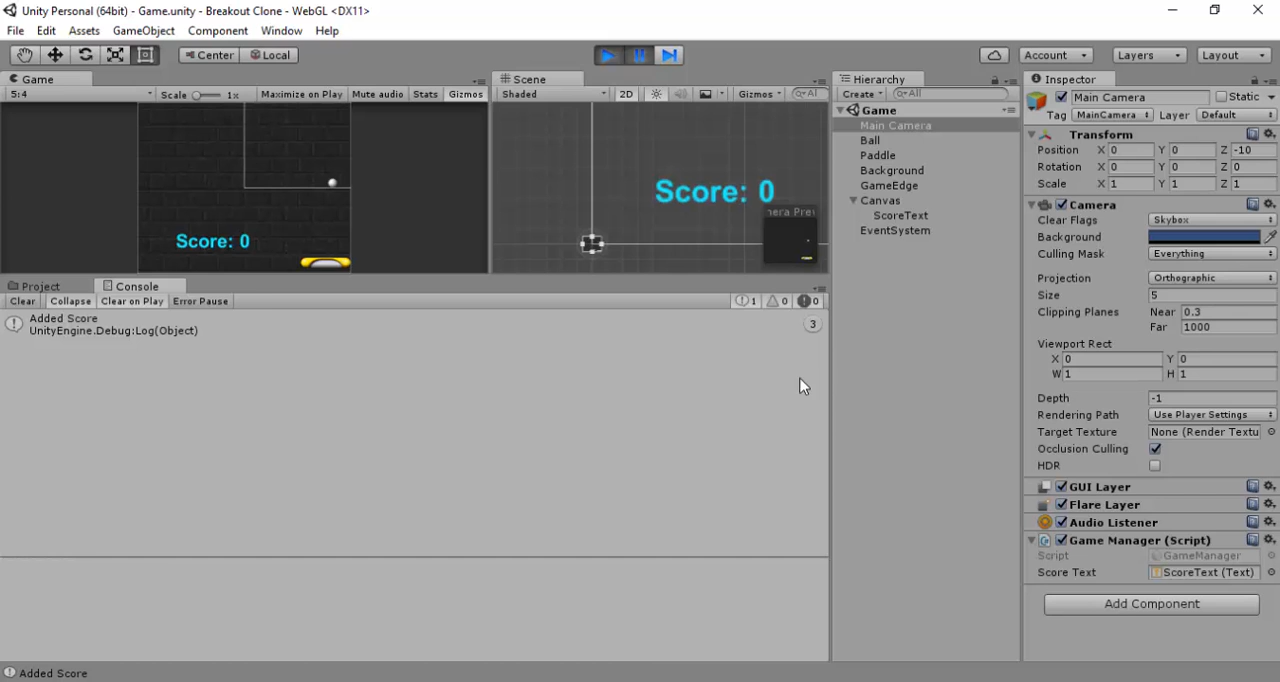 Unity Personal (64bit) - Game.unity - Breakout Clone - WebGL <DX11>
File Edit Assets GameObject Component Window Help
Center Local Account Layers Layout
Game
5:4 Scale 1x Maximize on Play Mute audio Stats Gizmos
Score: 0
Scene
Shaded 2D Gizmos All
Score: 0
Project Console
Clear Collapse Clear on Play Error Pause 1 0 0
Added Score
UnityEngine.Debug:Log(Object)
3
Hierarchy
Create All
Game
Main Camera
Ball
Paddle
Background
GameEdge
Canvas
ScoreText
EventSystem
Inspector
Main Camera Static
Tag MainCamera Layer Default
Transform
Position X 0 Y 0 Z -10
Rotation X 0 Y 0 Z 0
Scale X 1 Y 1 Z 1
Camera
Clear Flags Skybox
Background
Culling Mask Everything
Projection Orthographic
Size 5
Clipping Planes Near 0.3
Far 1000
Viewport Rect
X 0 Y 0
W 1 H 1
Depth -1
Rendering Path Use Player Settings
Target Texture None (Render Textu
Occlusion Culling
HDR
GUI Layer
Flare Layer
Audio Listener
Game Manager (Script)
Script GameManager
Score Text ScoreText (Text)
Add Component
Added Score